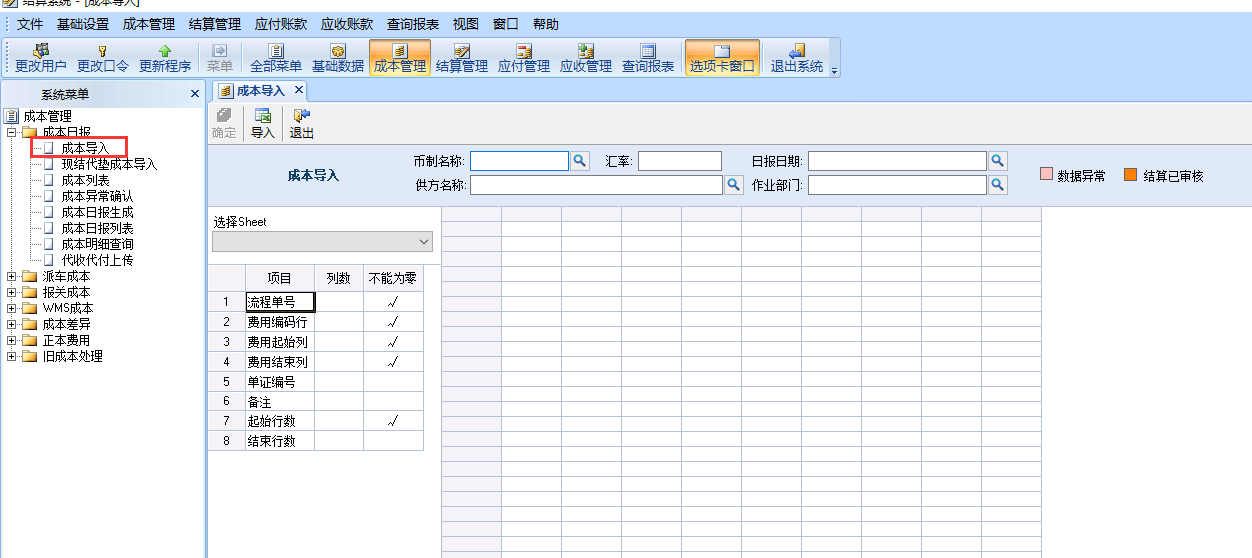 结算系统 - [成本导入]
文件 基础设置 成本管理 结算管理 应付账款 应收账款 查询报表 视图 窗口 帮助
更改用户 更改口令 更新程序 菜单 全部菜单 基础数据 成本管理 结算管理 应付管理 应收管理 查询报表 选项卡窗口 退出系统
系统菜单
成本管理
成本日报
成本导入
现结代垫成本导入
成本列表
成本异常确认
成本日报生成
成本日报列表
成本明细查询
代收代付上传
派车成本
报关成本
WMS成本
成本差异
正本费用
旧成本处理
成本导入
确定 导入 退出
成本导入
币制名称: 汇率: 日报日期:
供方名称: 作业部门:
数据异常 结算已审核
选择Sheet
项目 列数 不能为零
1 流程单号 √
2 费用编码行 √
3 费用起始列 √
4 费用结束列 √
5 单证编号
6 备注
7 起始行数 √
8 结束行数